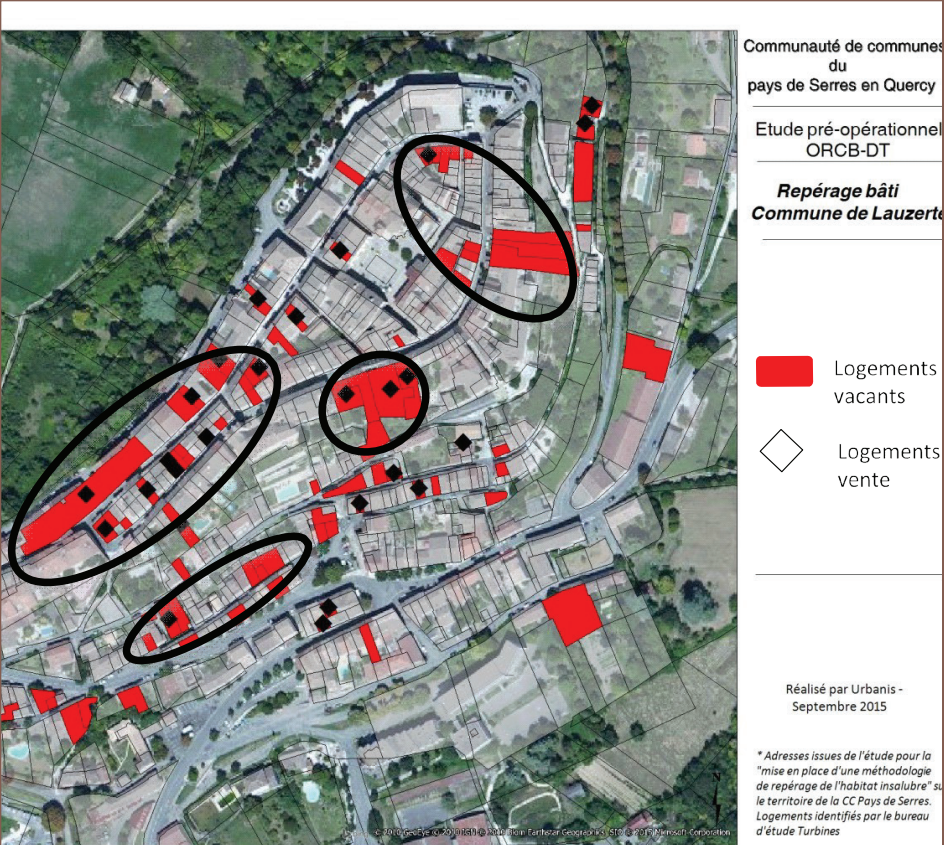 Communauté de communes
du
pays de Serres en Quercy
Etude pré-opérationnel
ORCB-DT
Repérage bâti
Commune de Lauzerte
Logements
vacants
Logements
vente
Réalisé par Urbanis -
Septembre 2015
* Adresses issues de l'étude pour la
"mise en place d'une méthodologie
de repérage de l'habitat insalubre" su
le territoire de la CC Pays de Serres.
Logements identifiés par le bureau
d'étude Turbines
N